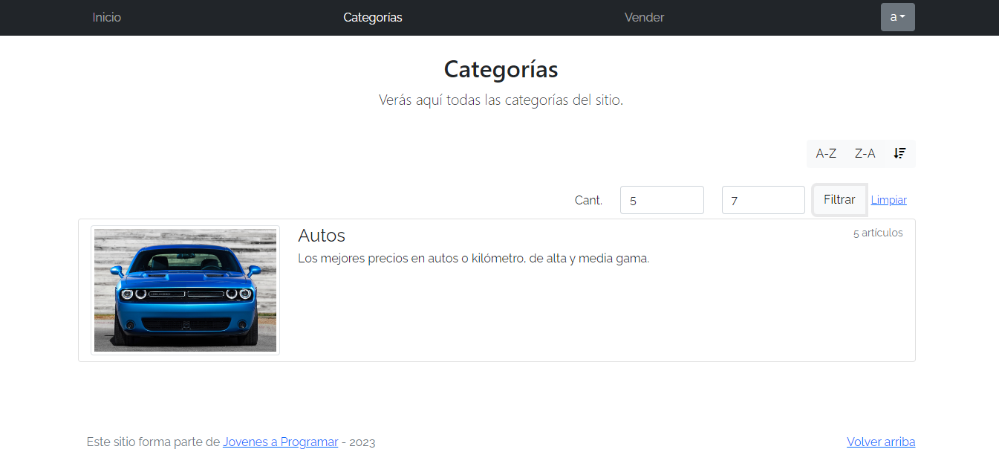 Inicio Categorías Vender a
Categorías
Verás aquí todas las categorías del sitio.
A-Z Z-A
Cant. 5 7 Filtrar Limpiar
Autos 5 artículos
Los mejores precios en autos 0 kilómetro, de alta y media gama.
Este sitio forma parte de Jovenes a Programar - 2023 Volver arriba